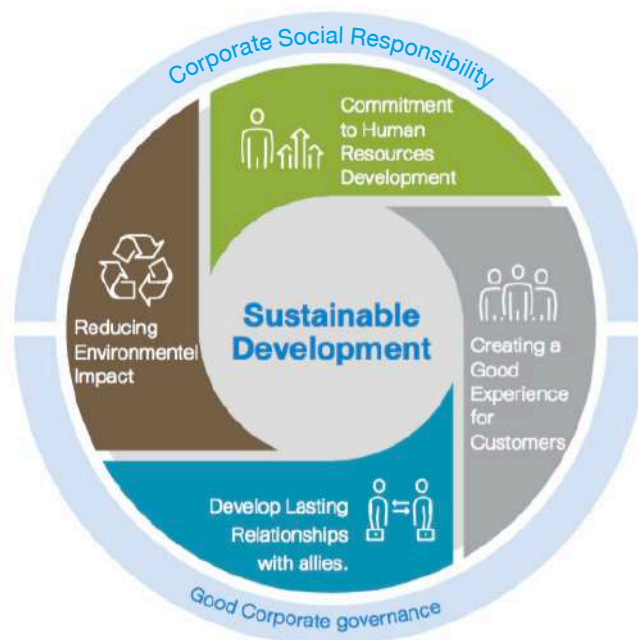 Corporate Social Responsibility
Commitment
to Human
Resources
Development
Reducing
Environmentel
Impact
Sustainable
Development
Creating a
Good
Experience
for
Customers
Develop Lasting
Relationships
with allies.
Good Corporate governance